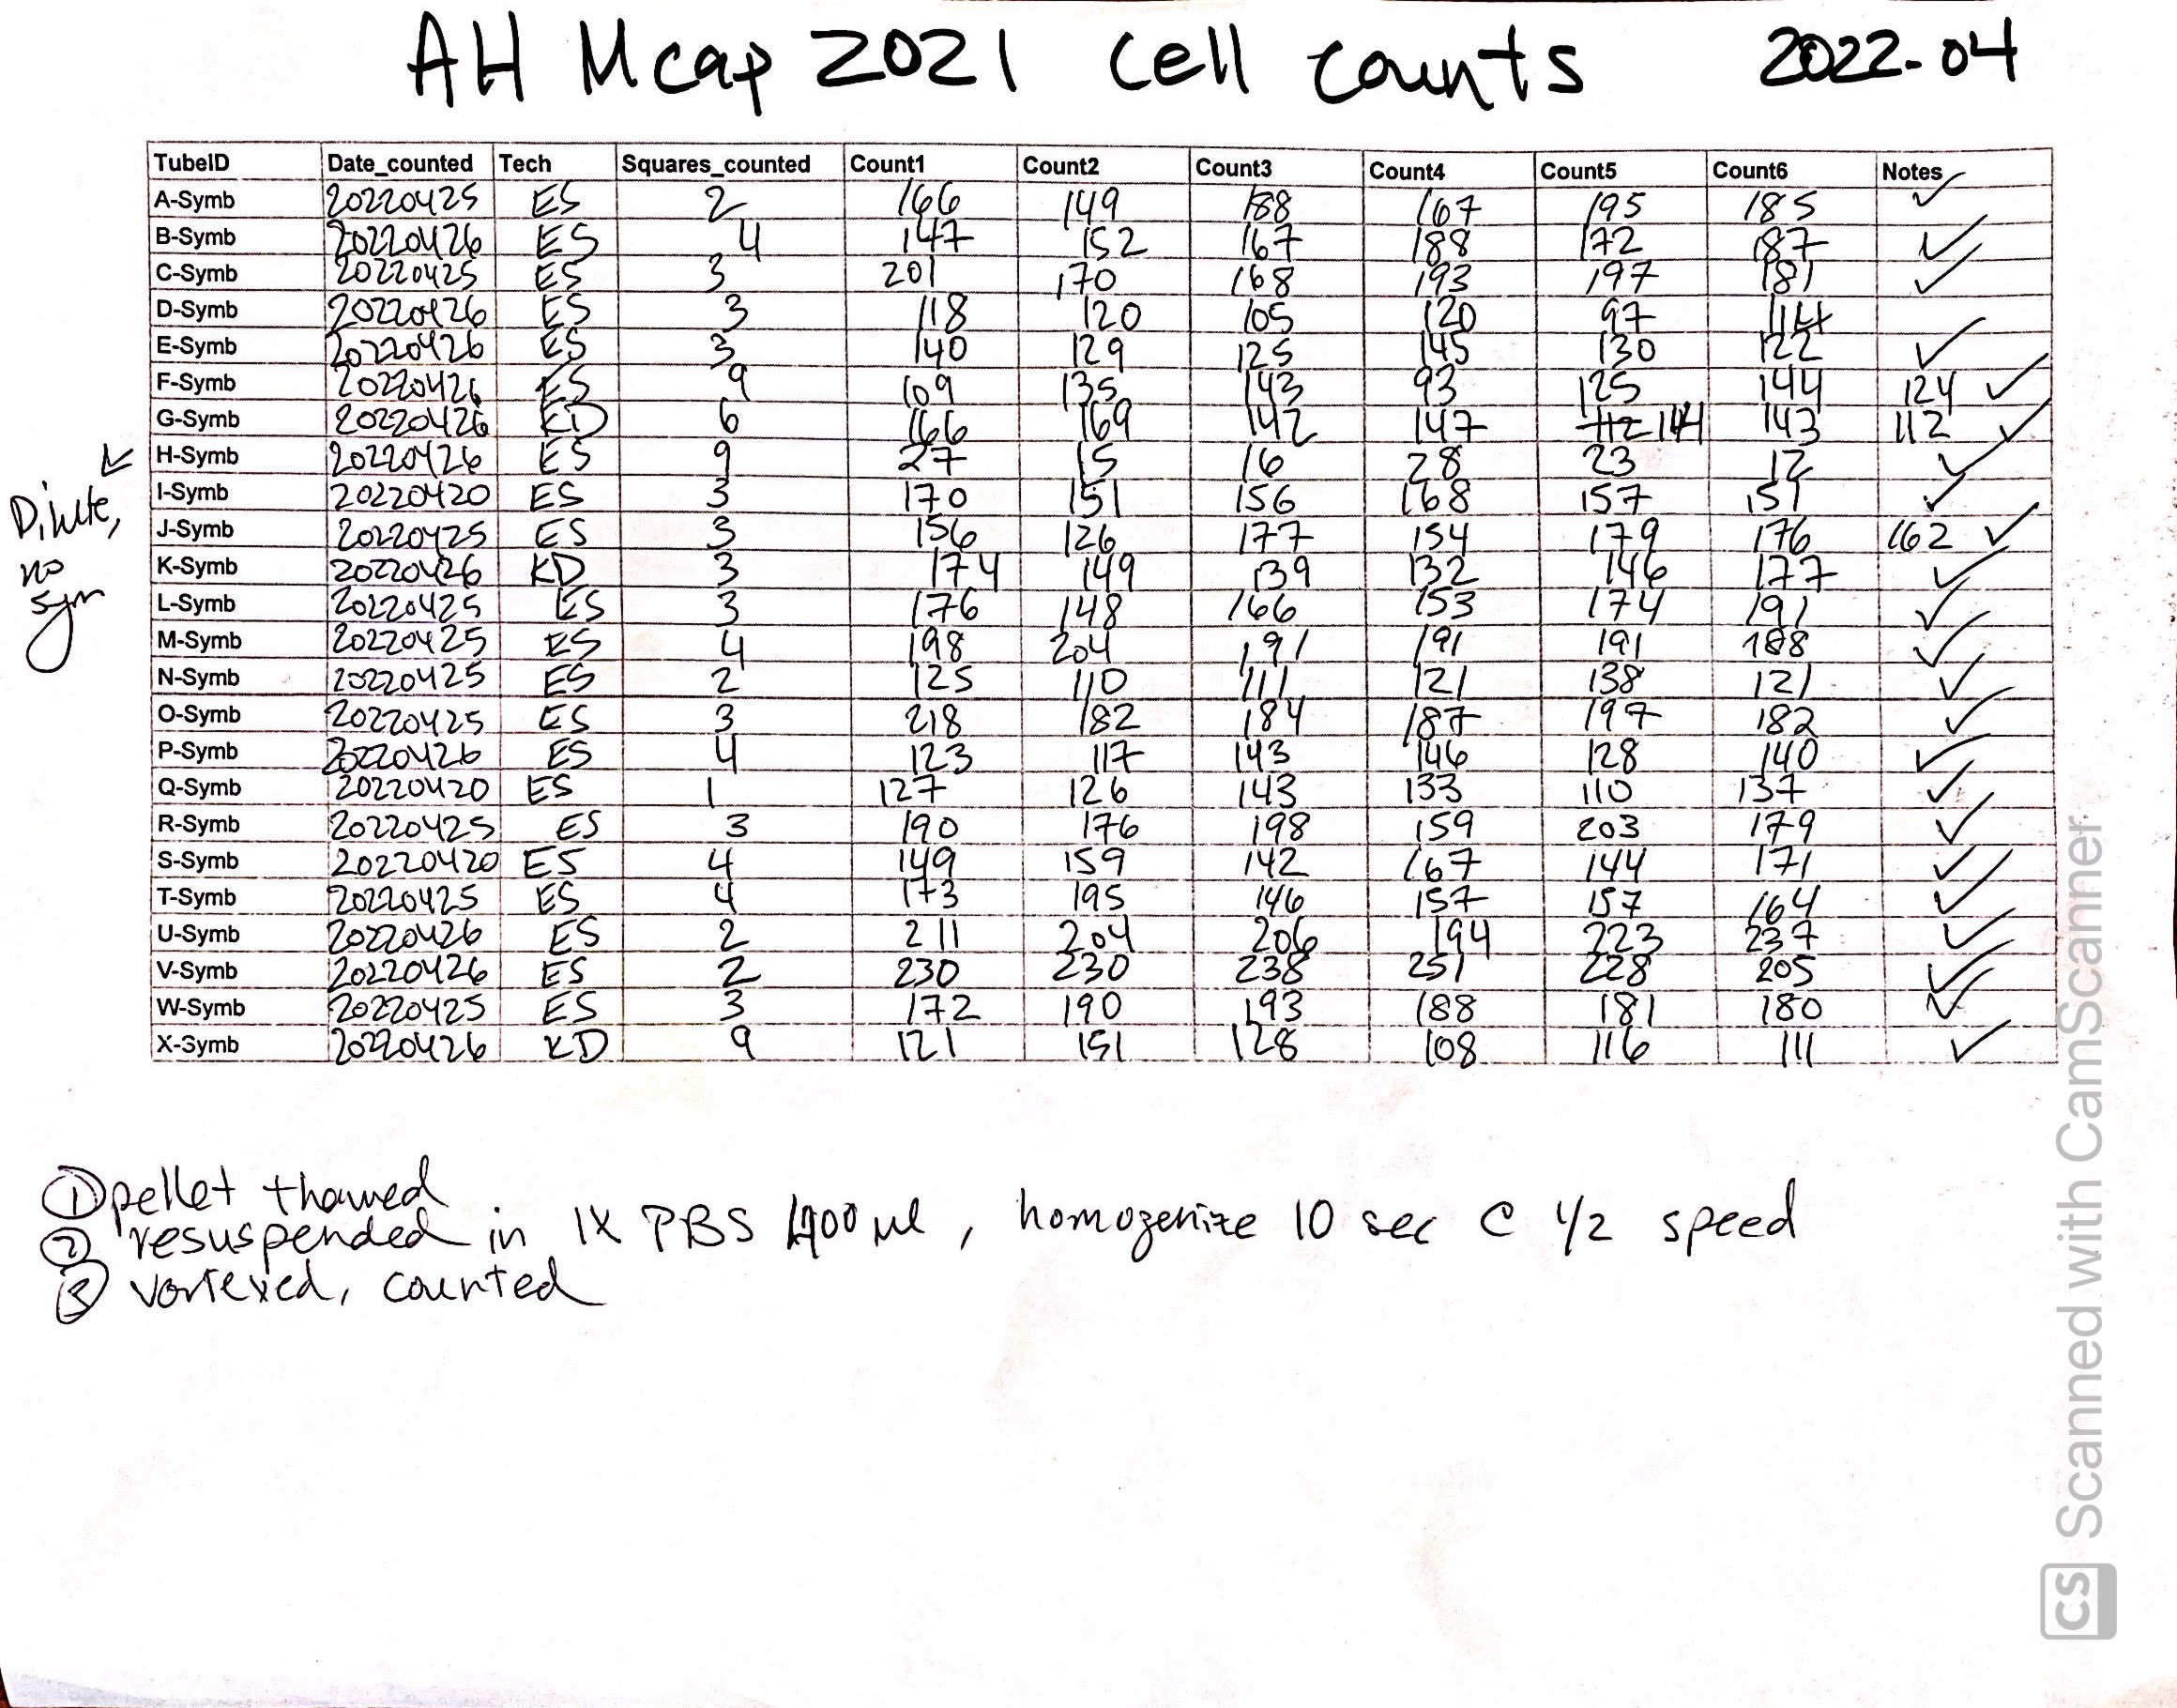 AH Mcap 2021 cell counts 2022-04
TubeID Date_counted Tech Squares_counted Count1 Count2 Count3 Count4 Count5 Count6 Notes
A-Symb 20220425 ES 2 166 149 188 167 195 185 ✓
B-Symb 20220426 ES 4 147 152 167 188 172 187 ✓
C-Symb 20220425 ES 3 201 170 168 193 197 181 ✓
D-Symb 20220426 ES 3 118 120 105 120 97 114
E-Symb 20220426 ES 3 140 129 125 145 130 122 ✓
F-Symb 20220426 ES 9 109 135 143 93 125 144 124 ✓
G-Symb 20220426 KD 6 166 169 142 147 112 144 143 112 ✓
H-Symb 20220426 ES 9 27 15 16 28 23 12 ✓
I-Symb 20220420 ES 3 170 151 156 168 157 151 ✓
J-Symb 20220425 ES 3 156 126 177 154 179 176 162 ✓
K-Symb 20220426 KD 3 174 149 139 132 146 177 ✓
L-Symb 20220425 ES 3 176 148 166 153 174 191 ✓
M-Symb 20220425 ES 4 198 204 191 191 191 188 ✓
N-Symb 20220425 ES 2 125 110 111 121 138 121 ✓
O-Symb 20220425 ES 3 218 182 184 187 197 182 ✓
P-Symb 20220426 ES 4 123 117 143 146 128 140 ✓
Q-Symb 20220420 ES 1 127 126 143 133 110 137 ✓
R-Symb 20220425 ES 3 190 176 198 159 203 179 ✓
S-Symb 20220420 ES 4 149 159 142 167 144 171 ✓
T-Symb 20220425 ES 4 173 195 146 157 157 164 ✓
U-Symb 20220426 ES 2 211 204 206 194 223 237 ✓
V-Symb 20220426 ES 2 230 230 238 251 228 205 ✓
W-Symb 20220425 ES 3 172 190 193 188 181 180 ✓
X-Symb 20220426 KD 9 121 151 128 108 116 111 ✓
Dilute,
no
sym
① pellet thawed
② resuspended in 1X PBS 400 µl, homogenize 10 sec @ 1/2 speed
③ vortexed, counted
CS Scanned with CamScanner